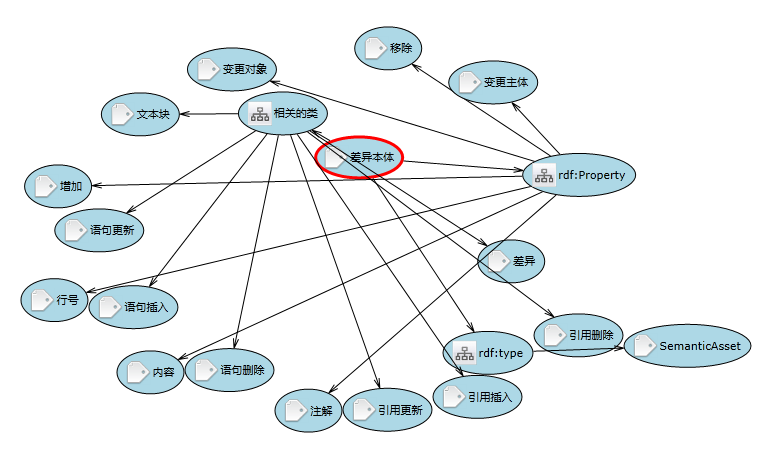 移除
变更对象
变更主体
文本块
相关的类
差异本体
rdf:Property
增加
语句更新
差异
行号
语句插入
引用删除
rdf:type
SemanticAsset
内容
语句删除
引用插入
注解
引用更新